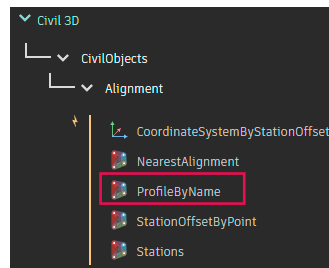 Civil 3D
CivilObjects
Alignment
CoordinateSystemByStationOffset
NearestAlignment
ProfileByName
StationOffsetByPoint
Stations